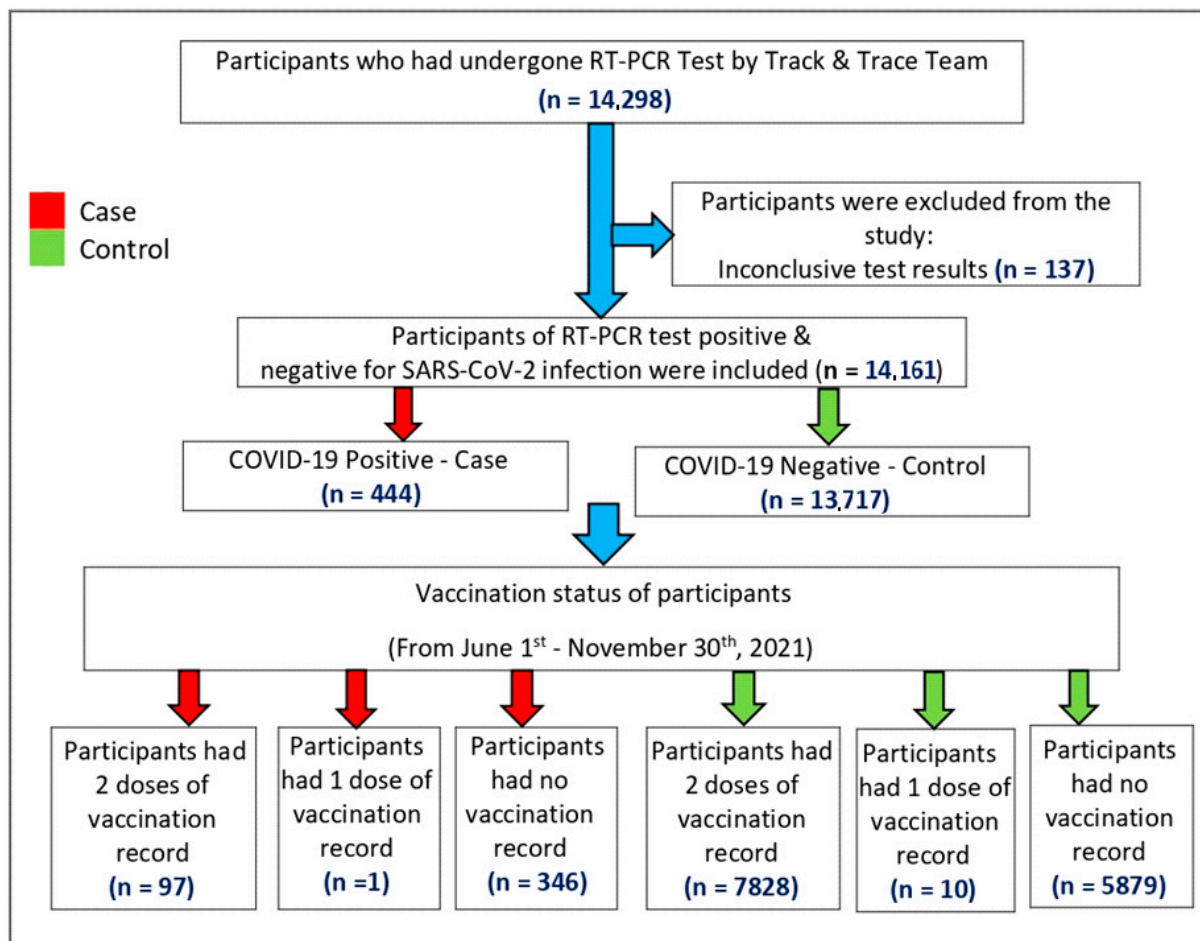 Participants who had undergone RT-PCR Test by Track & Trace Team
(n = 14,298)
Case
Control
Participants were excluded from the
study:
Inconclusive test results (n = 137)
Participants of RT-PCR test positive &
negative for SARS-CoV-2 infection were included (n = 14,161)
COVID-19 Positive - Case
(n = 444)
COVID-19 Negative - Control
(n = 13,717)
Vaccination status of participants
(From June 1st - November 30th, 2021)
Participants had
2 doses of
vaccination
record
(n = 97)
Participants
had 1 dose of
vaccination
record
(n =1)
Participants
had no
vaccination
record
(n = 346)
Participants had
2 doses of
vaccination
record
(n = 7828)
Participants
had 1 dose of
vaccination
record
(n = 10)
Participants
had no
vaccination
record
(n = 5879)